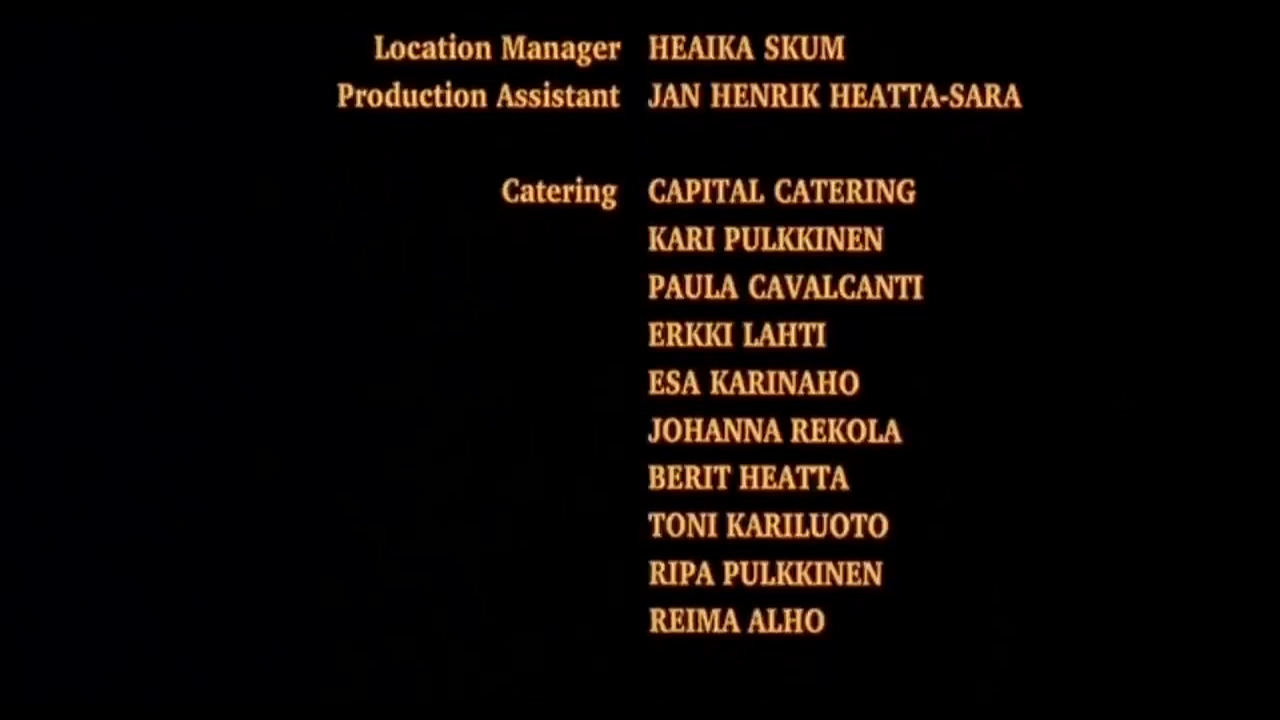 Location Manager HEAIKA SKUM
Production Assistant JAN HENRIK HEATTA-SARA
Catering CAPITAL CATERING
KARI PULKKINEN
PAULA CAVALCANTI
ERKKI LAHTI
ESA KARINAHO
JOHANNA REKOLA
BERIT HEATTA
TONI KARILUOTO
RIPA PULKKINEN
REIMA ALHO